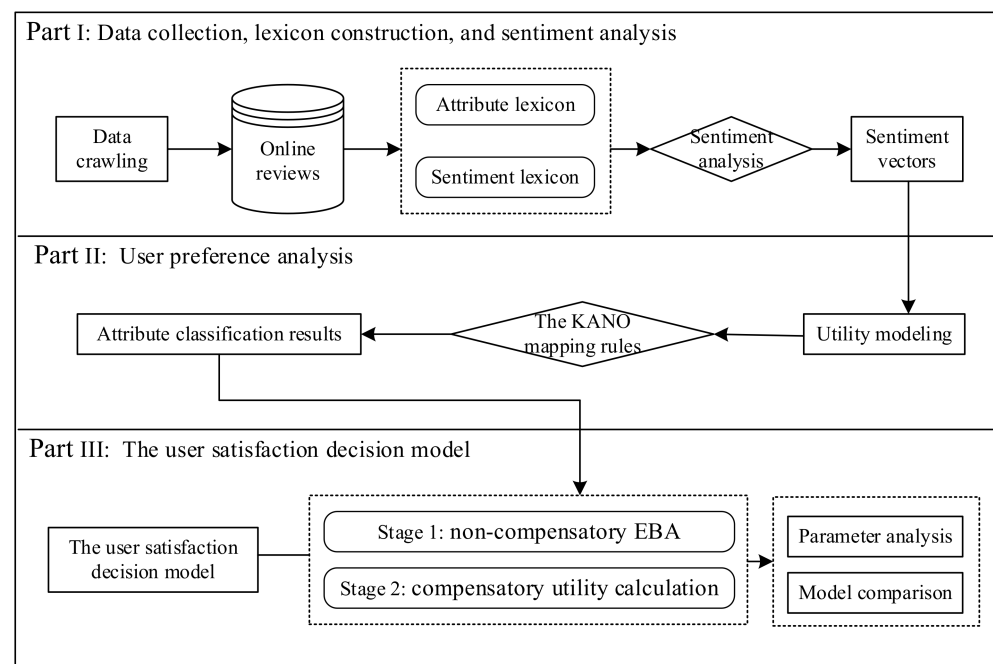 Part I: Data collection, lexicon construction, and sentiment analysis
Data
crawling
Online
reviews
Attribute lexicon
Sentiment lexicon
Sentiment
analysis
Sentiment
vectors
Part II: User preference analysis
Attribute classification results
The KANO
mapping rules
Utility modeling
Part III: The user satisfaction decision model
The user satisfaction
decision model
Stage 1: non-compensatory EBA
Stage 2: compensatory utility calculation
Parameter analysis
Model comparison